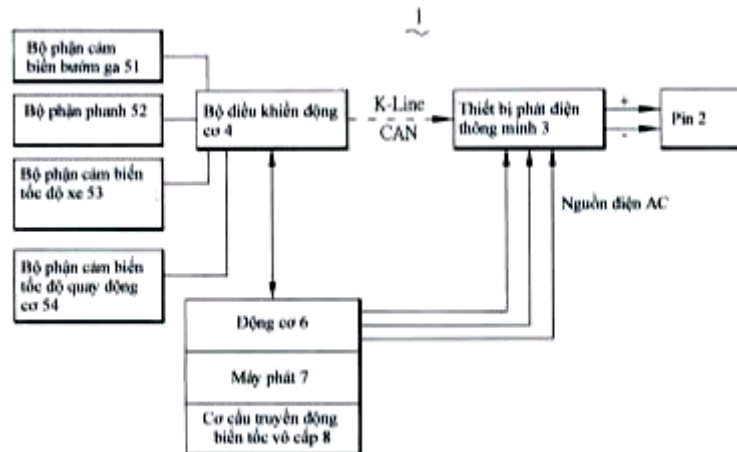 1
Bộ phận cảm
biến bướm ga 51
Bộ phận phanh 52
Bộ phận cảm biến
tốc độ xe 53
Bộ phận cảm biến
tốc độ quay động
cơ 54
Bộ điều khiển động
cơ 4
K-Line
CAN
Thiết bị phát điện
thông minh 3
+
-
Pin 2
Nguồn điện AC
Động cơ 6
Máy phát 7
Cơ cấu truyền động
biến tốc vô cấp 8